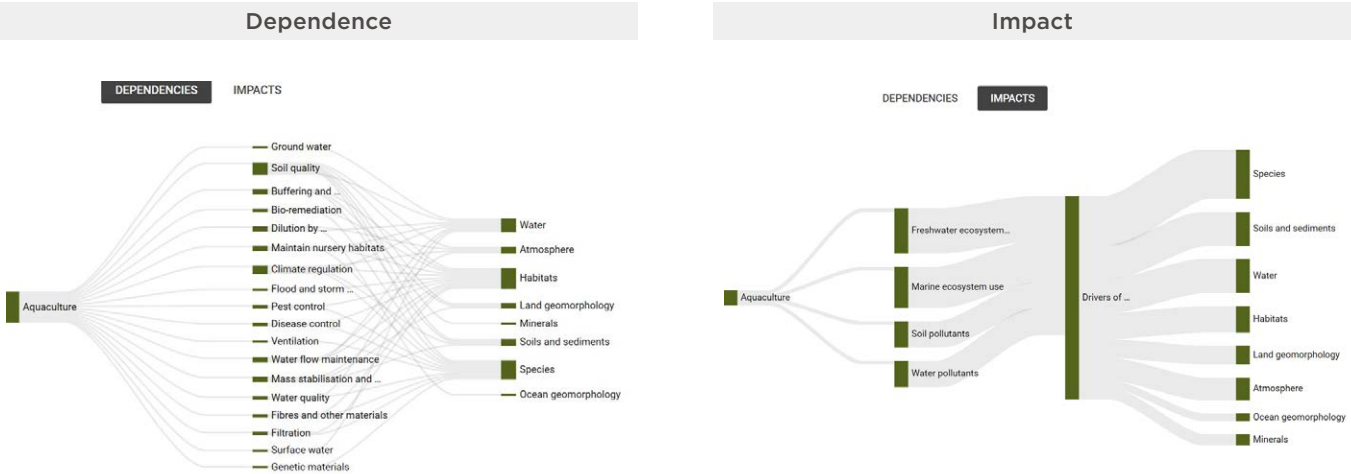 Dependence
DEPENDENCIES IMPACTS
Aquaculture
Ground water
Soil quality
Buffering and ...
Bio-remediation
Dilution by ...
Maintain nursery habitats
Climate regulation
Flood and storm ...
Pest control
Disease control
Ventilation
Water flow maintenance
Mass stabilisation and ...
Water quality
Fibres and other materials
Filtration
Surface water
Genetic materials
Water
Atmosphere
Habitats
Land geomorphology
Minerals
Soils and sediments
Species
Ocean geomorphology
Impact
DEPENDENCIES IMPACTS
Aquaculture
Freshwater ecosystem...
Marine ecosystem use
Soil pollutants
Water pollutants
Drivers of ...
Species
Soils and sediments
Water
Habitats
Land geomorphology
Atmosphere
Ocean geomorphology
Minerals